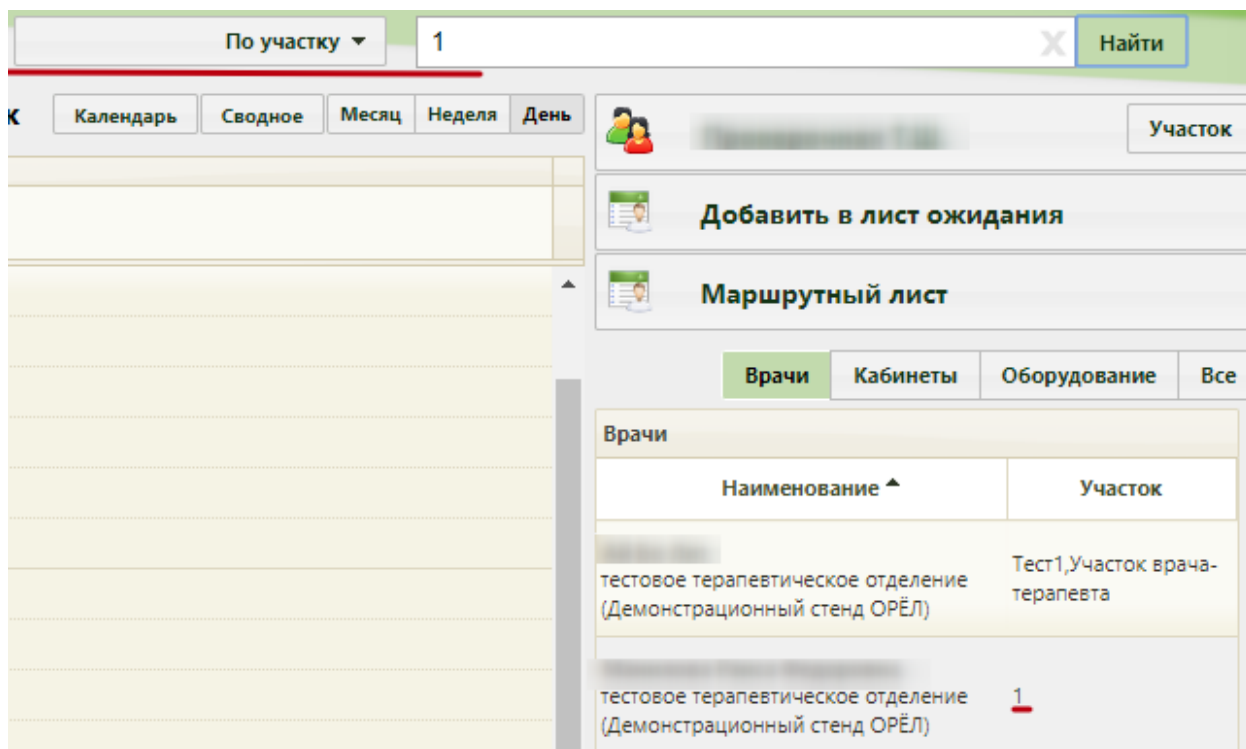 По участку 1 Найти
к Календарь Сводное Месяц Неделя День
Участок
Добавить в лист ожидания
Маршрутный лист
Врачи Кабинеты Оборудование Все
Врачи
Наименование Участок
тестовое терапевтическое отделение
(Демонстрационный стенд ОРЁЛ)
Тест1,Участок врача-
терапевта
тестовое терапевтическое отделение
(Демонстрационный стенд ОРЁЛ)
1